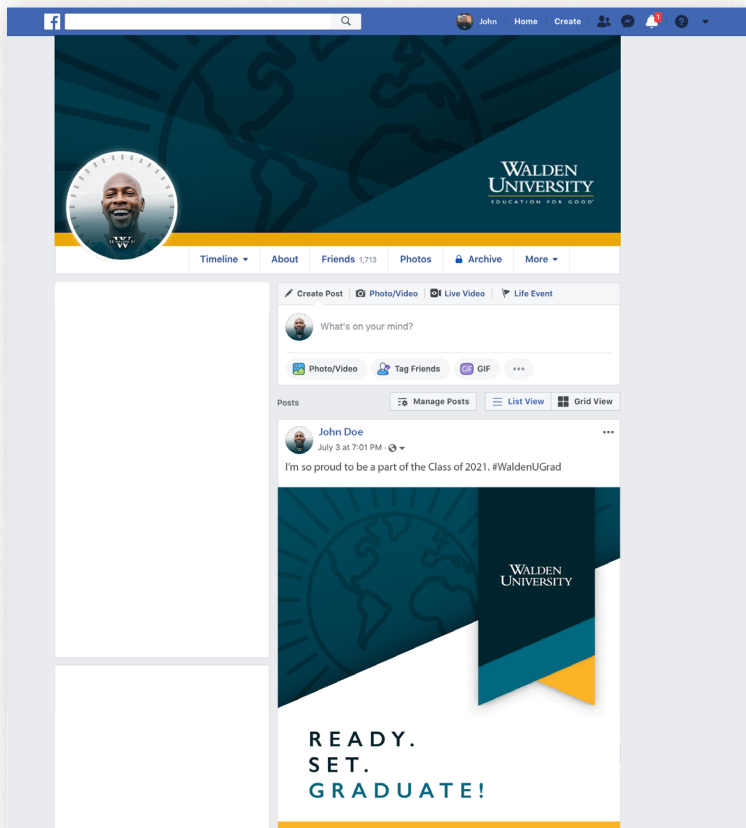 f
John Home Create
1
?
WALDEN
UNIVERSITY
EDUCATION FOR GOOD
W
Timeline About Friends 1,713 Photos Archive More
Create Post Photo/Video Live Video Life Event
What's on your mind?
Photo/Video Tag Friends GIF GIF
Posts Manage Posts List View Grid View
John Doe
July 3 at 7:01 PM ·
I'm so proud to be a part of the Class of 2021. #WaldenUGrad
WALDEN
UNIVERSITY
READY.
SET.
GRADUATE!